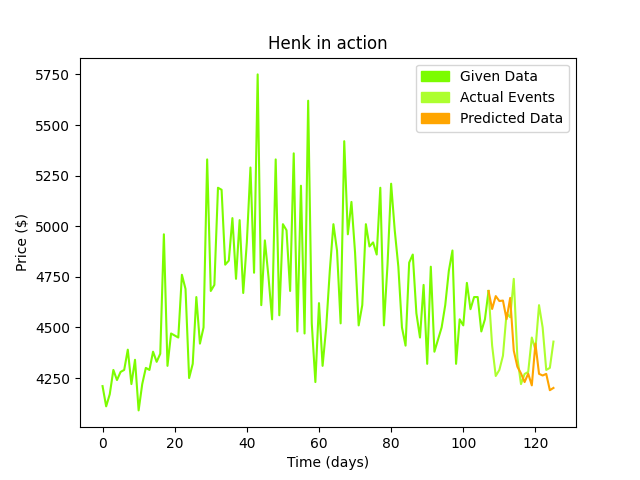 Henk in action
Given Data
Actual Events
Predicted Data
5750
5500
5250
5000
4750
4500
4250
Price ($)
0 20 40 60 80 100 120
Time (days)